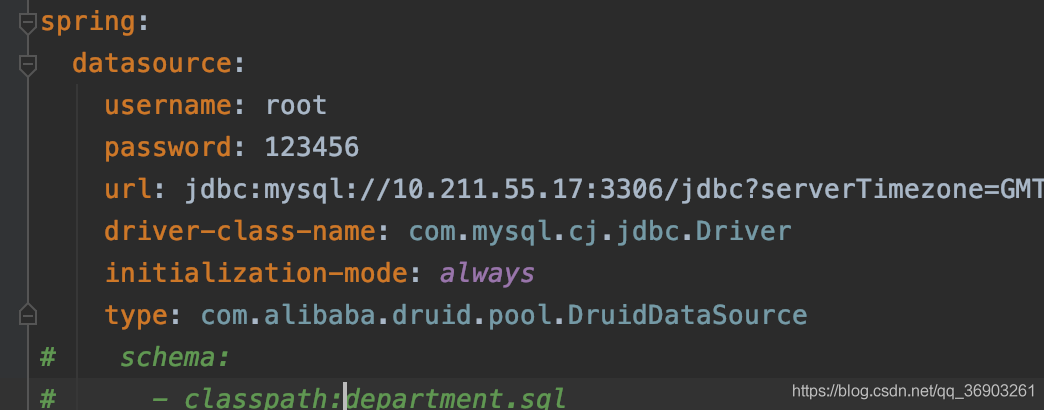 spring:
datasource:
username: root
password: 123456
url: jdbc:mysql://10.211.55.17:3306/jdbc?serverTimezone=GMT
driver-class-name: com.mysql.cj.jdbc.Driver
initialization-mode: always
type: com.alibaba.druid.pool.DruidDataSource
# schema:
# - classpath:department.sql
https://blog.csdn.net/qq_36903261